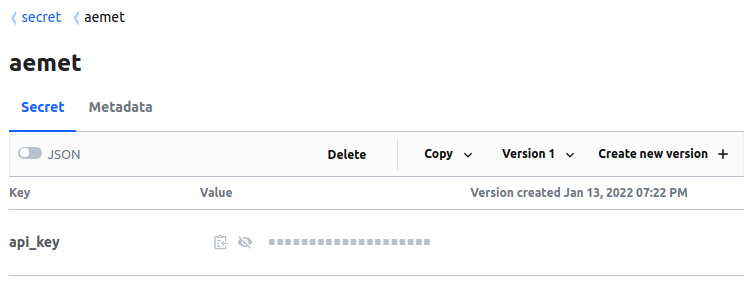 secret aemet
aemet
Secret Metadata
JSON Delete Copy Version 1 Create new version +
Key Value Version created Jan 13, 2022 07:22 PM
api_key